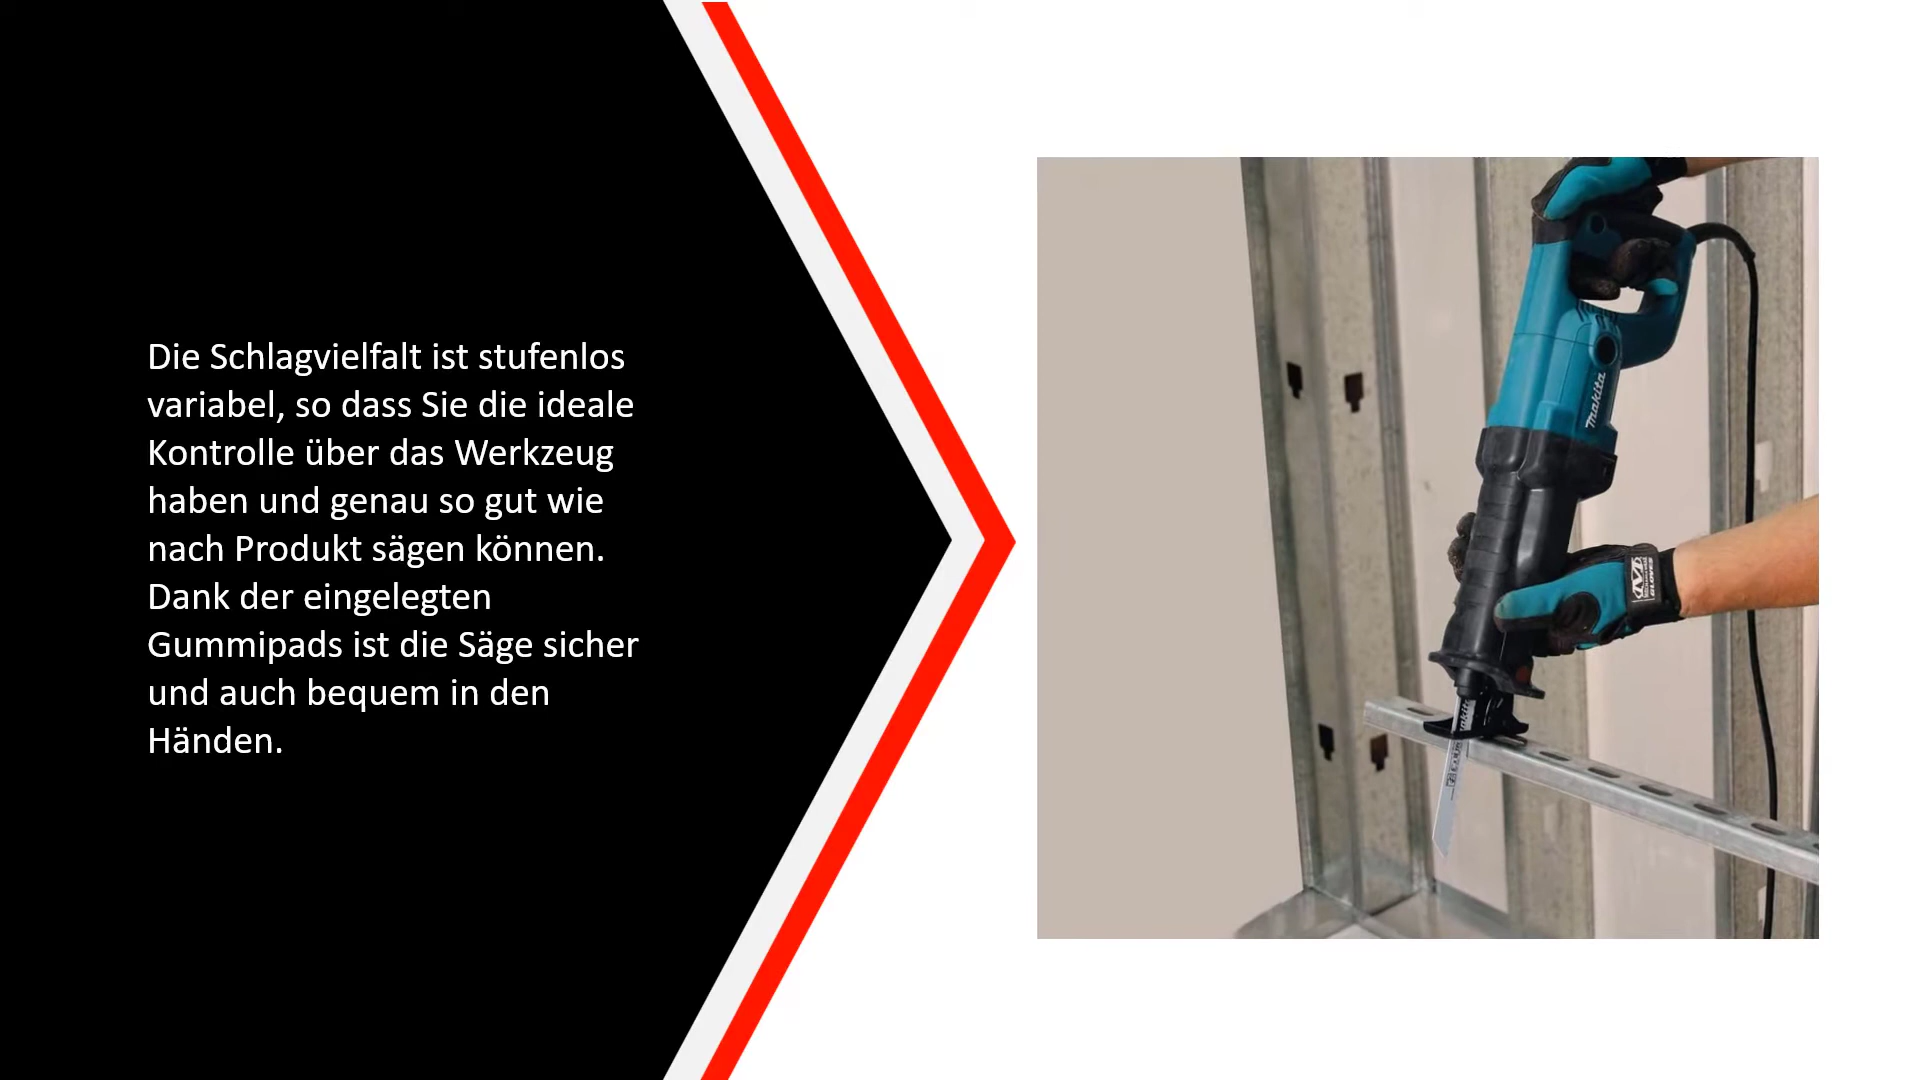 Die Schlagvielfalt ist stufenlos
variabel, so dass Sie die ideale
Kontrolle über das Werkzeug
haben und genau so gut wie
nach Produkt sägen können.
Dank der eingelegten
Gummipads ist die Säge sicher
und auch bequem in den
Händen.
makita
GLOVES